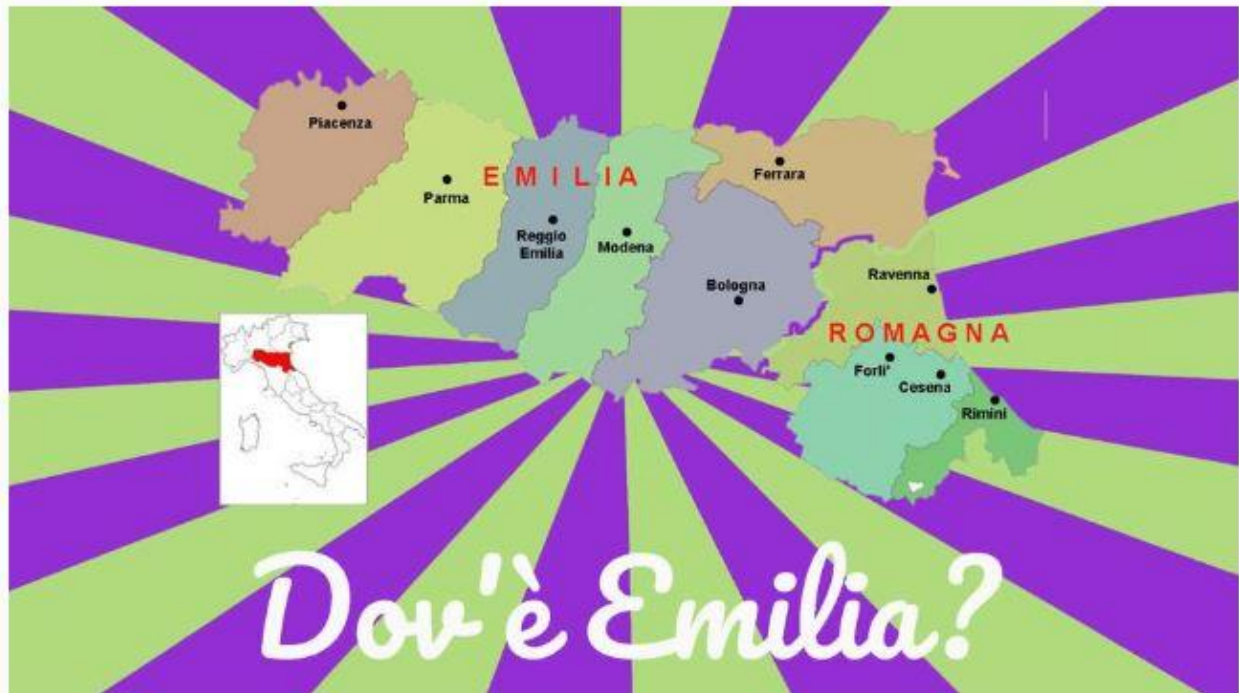 Piacenza
Parma
EMILIA
Reggio
Emilia
Modena
Ferrara
Bologna
Ravenna
ROMAGNA
Forli'
Cesena
Rimini
Dov'è Emilia?